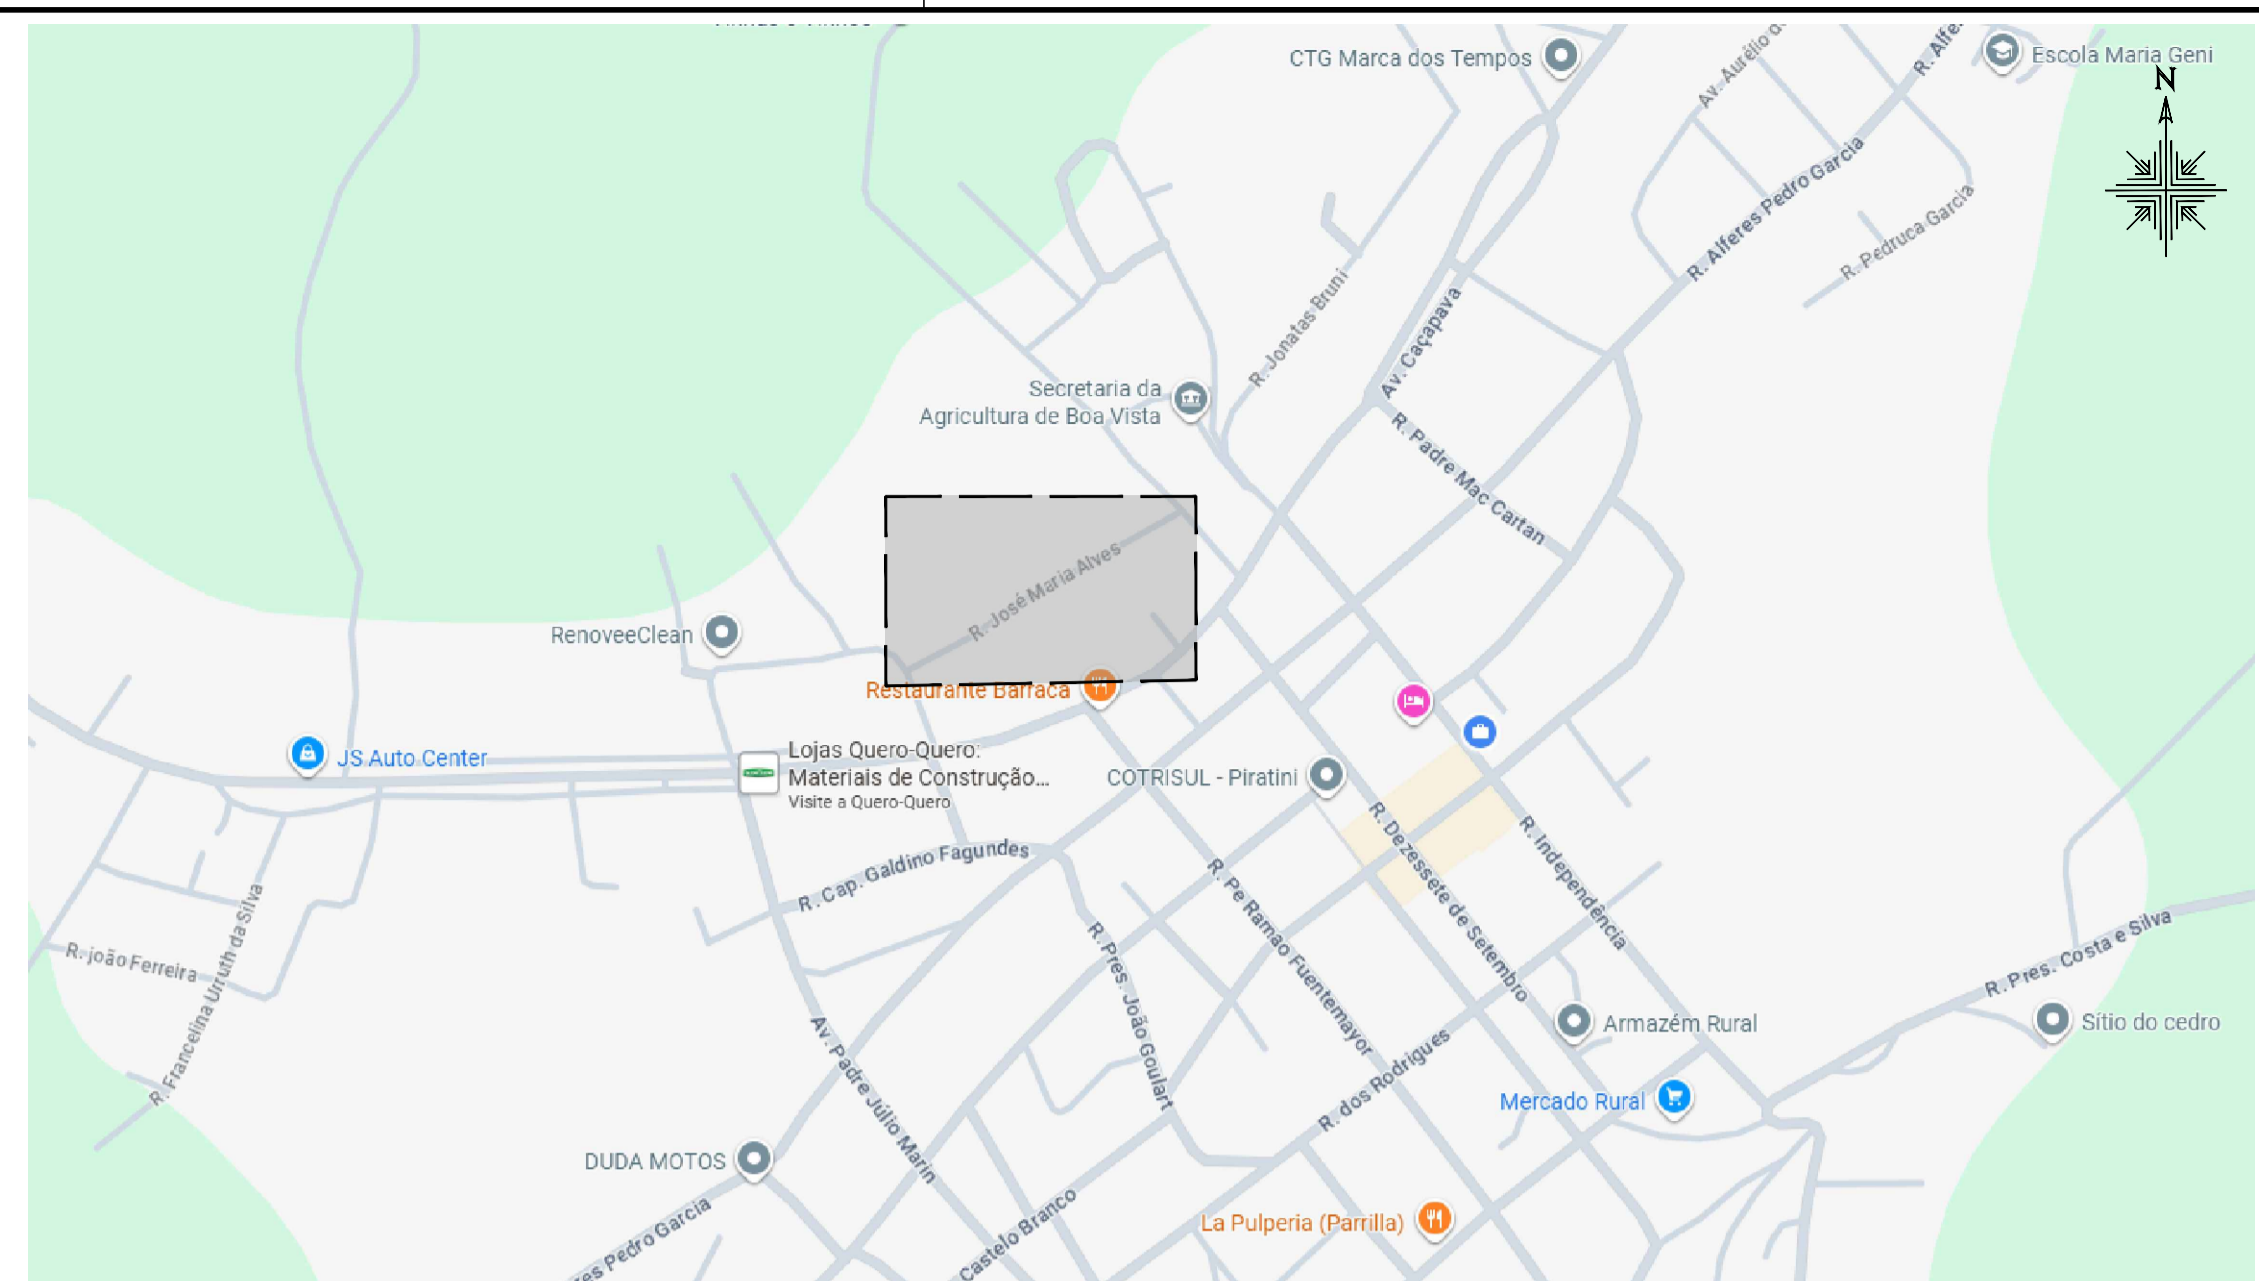 CTG Marca dos Tempos
Escola Maria Geni
N
R. Alferes Pedro Garcia
R. Pedruca Garcia
R. Jonatas Bruni
Av. Caçapava
Secretaria da
Agricultura de Boa Vista
R. Padre Mac Cartan
R. José Maria Alves
RenoveeClean
Restaurante Barraca
JS Auto Center
Lojas Quero-Quero:
Materiais de Construção...
Visite a Quero-Quero
COTRISUL - Piratini
R. Cap. Galdino Fagundes
R. Dezessete de Setembro
R. Independência
R. Pe Ramao Fuentemayor
R. Pres. João Goulart
R. joão Ferreira
R. Francelina Urruth da Silva
R. Pres. Costa e Silva
Sítio do cedro
Armazém Rural
Av. Padre Júlio Marin
R. dos Rodrigues
Mercado Rural
DUDA MOTOS
La Pulperia (Parrilla)
Castelo Branco
es Pedro Garcia
R. Alfe
Av. Aurélio d